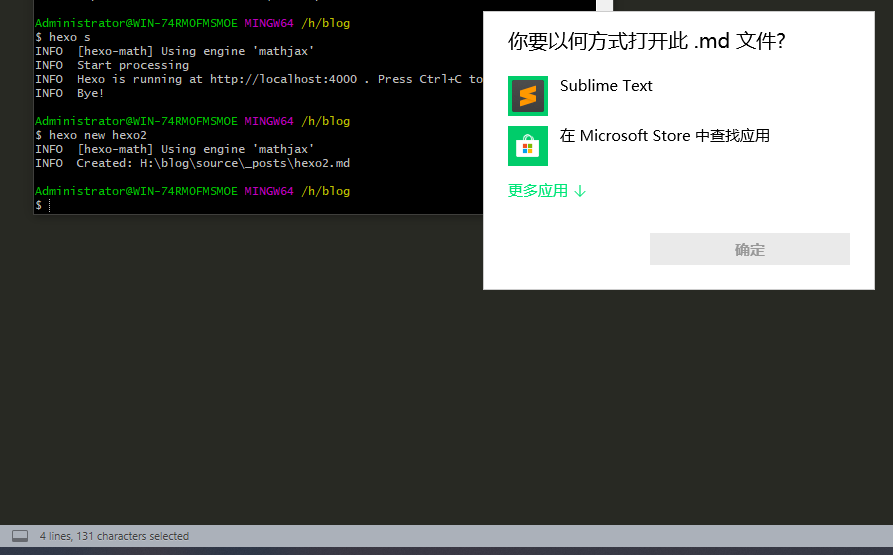 Administrator@WIN-74RMOFMSMOE MINGW64 /h/blog
$ hexo s
INFO  [hexo-math] Using engine 'mathjax'
INFO  Start processing
INFO  Hexo is running at http://localhost:4000 . Press Ctrl+C to
INFO  Bye!
Administrator@WIN-74RMOFMSMOE MINGW64 /h/blog
$ hexo new hexo2
INFO  [hexo-math] Using engine 'mathjax'
INFO  Created: H:\blog\source\_posts\hexo2.md
Administrator@WIN-74RMOFMSMOE MINGW64 /h/blog
$
你要以何方式打开此 .md 文件?
Sublime Text
在 Microsoft Store 中查找应用
更多应用 ↓
确定
4 lines, 131 characters selected